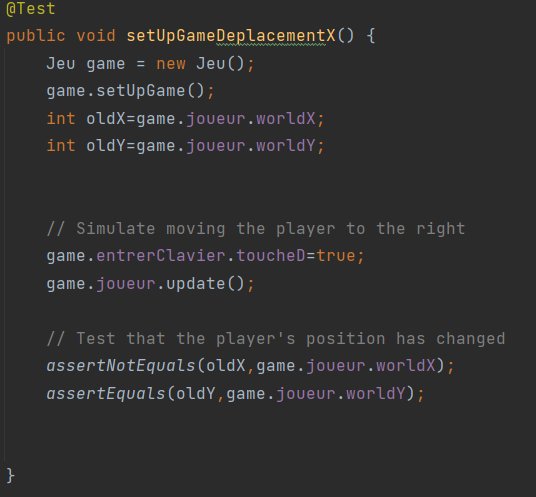 @Test
public void setUpGameDeplacementX() {
    Jeu game = new Jeu();
    game.setUpGame();
    int oldX=game.joueur.worldX;
    int oldY=game.joueur.worldY;
    // Simulate moving the player to the right
    game.entrerClavier.toucheD=true;
    game.joueur.update();
    // Test that the player's position has changed
    assertNotEquals(oldX,game.joueur.worldX);
    assertEquals(oldY,game.joueur.worldY);
}